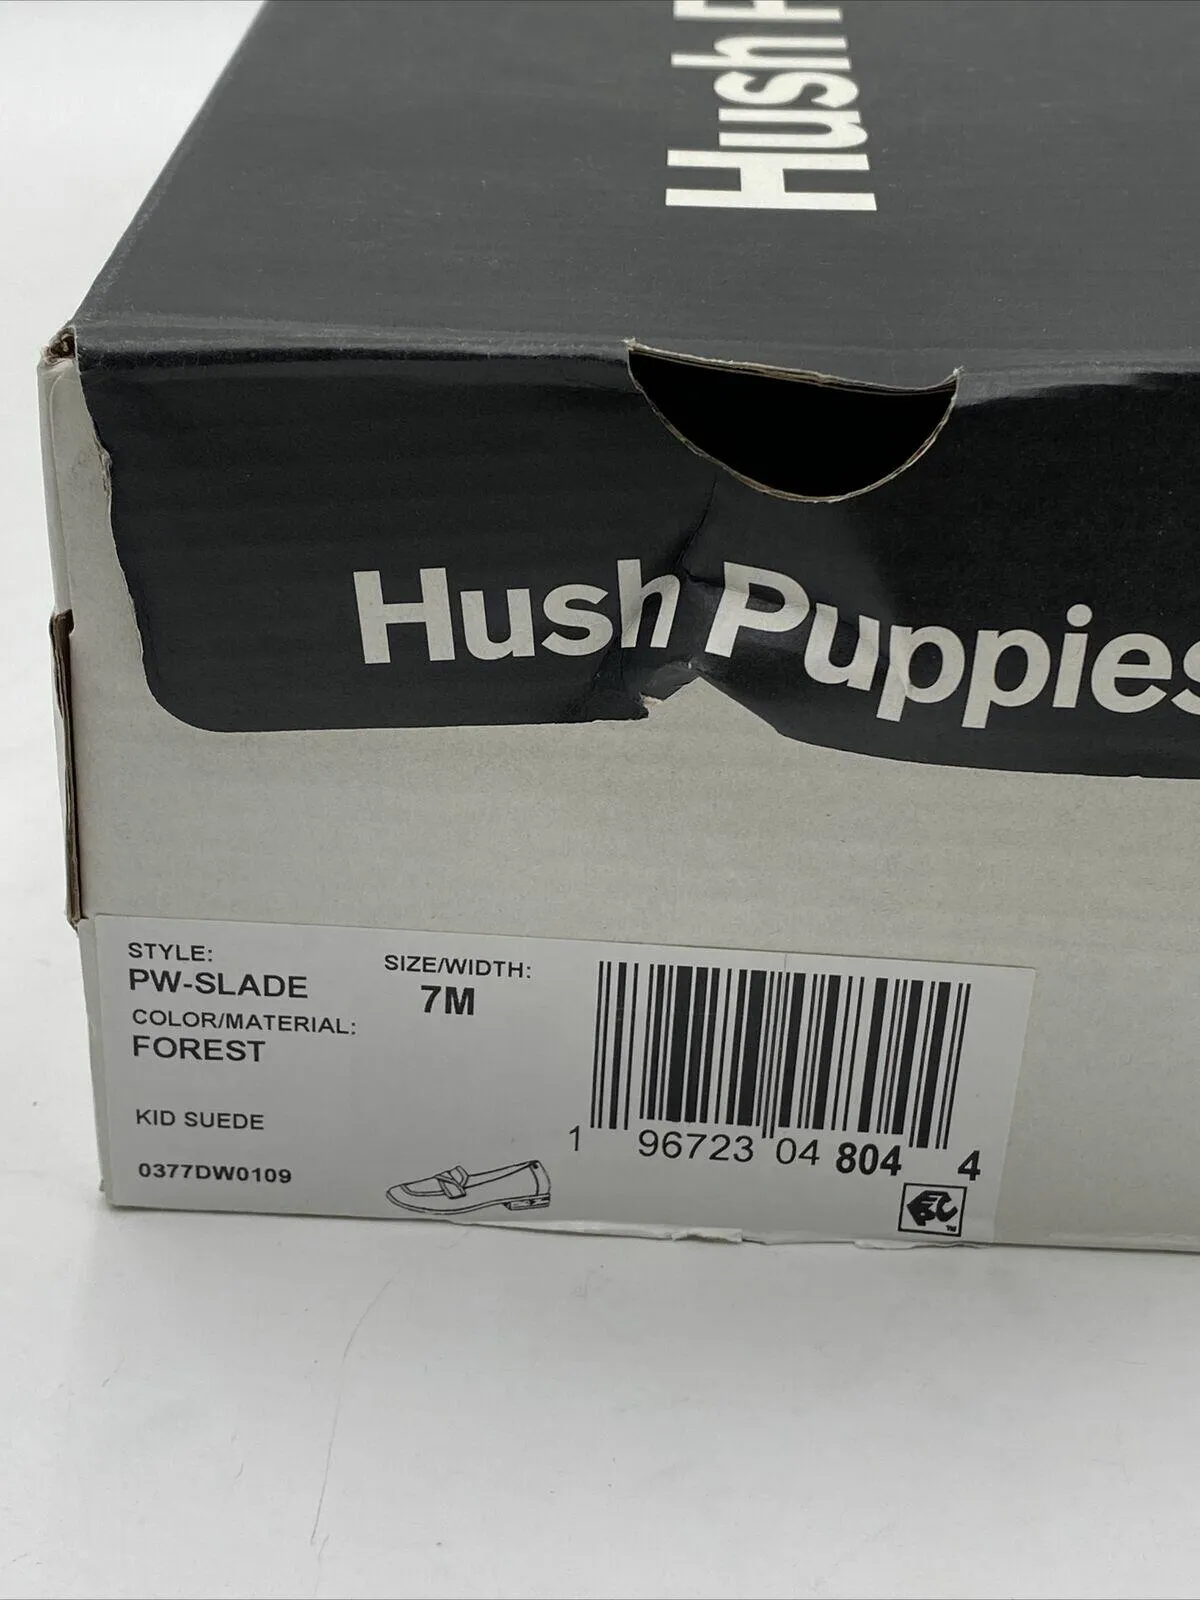 Hush P
Hush Puppies
STYLE:
PW-SLADE
COLOR/MATERIAL:
FOREST
SIZE/WIDTH:
7M
KID SUEDE
0377DW0109
1 96723 04 804 4